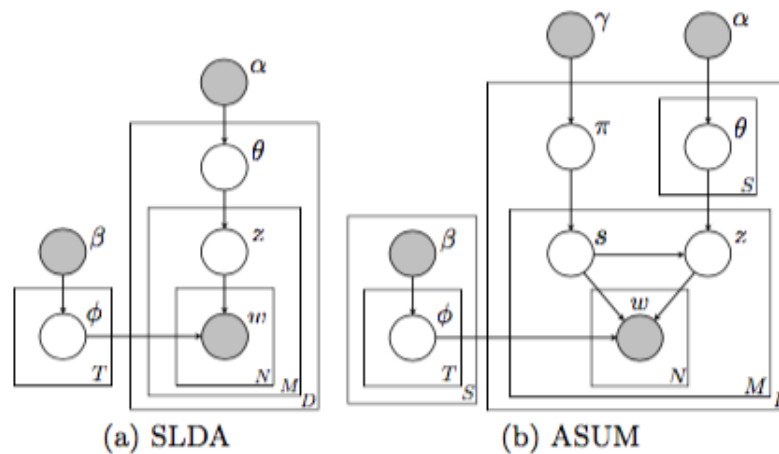 γ α
α
π θ
θ
S
β z β s z
ϕ w ϕ w
T N M D T S N M
(a) SLDA (b) ASUM